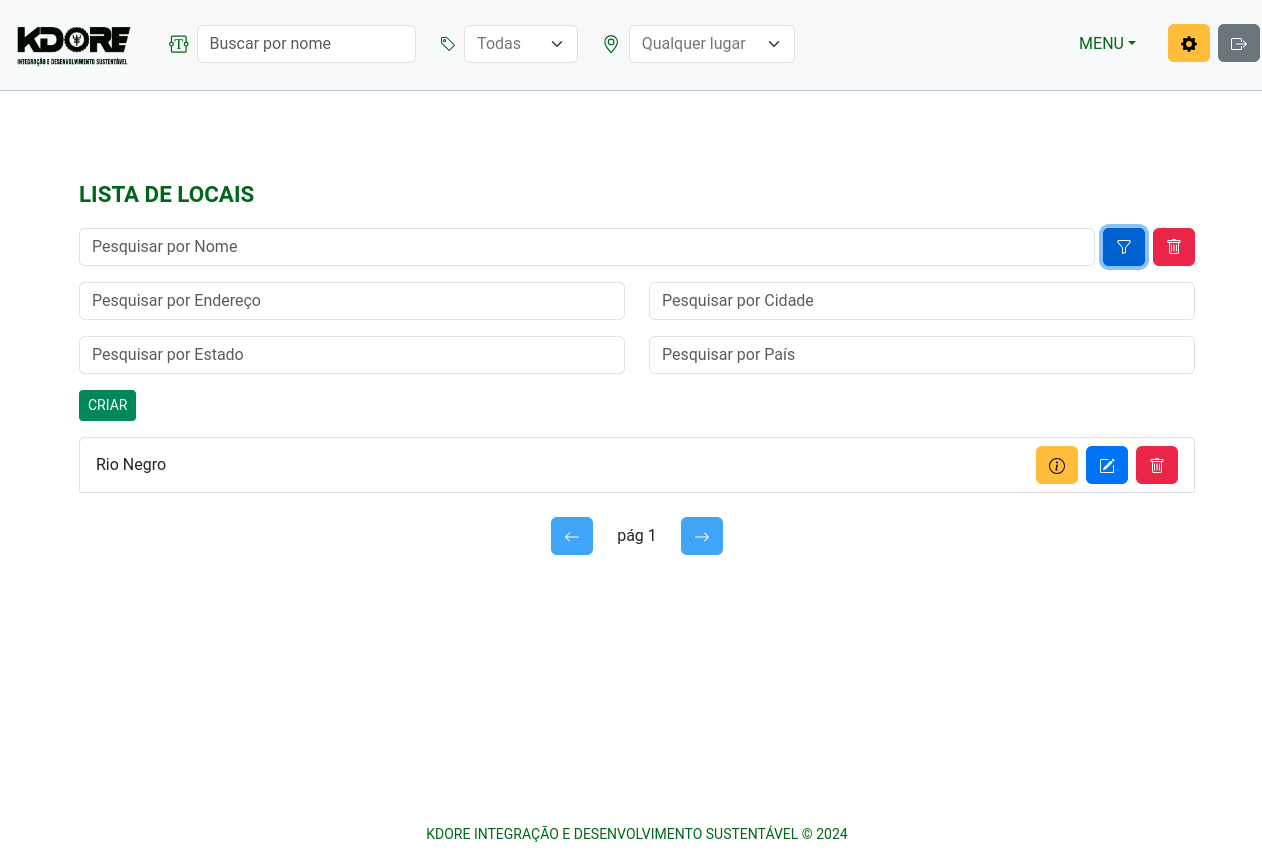 KDORE
INTEGRAÇÃO E DESENVOLVIMENTO SUSTENTÁVEL
Buscar por nome
Todas
Qualquer lugar
MENU
LISTA DE LOCAIS
Pesquisar por Nome
Pesquisar por Endereço
Pesquisar por Cidade
Pesquisar por Estado
Pesquisar por País
CRIAR
Rio Negro
pág 1
KDORE INTEGRAÇÃO E DESENVOLVIMENTO SUSTENTÁVEL © 2024